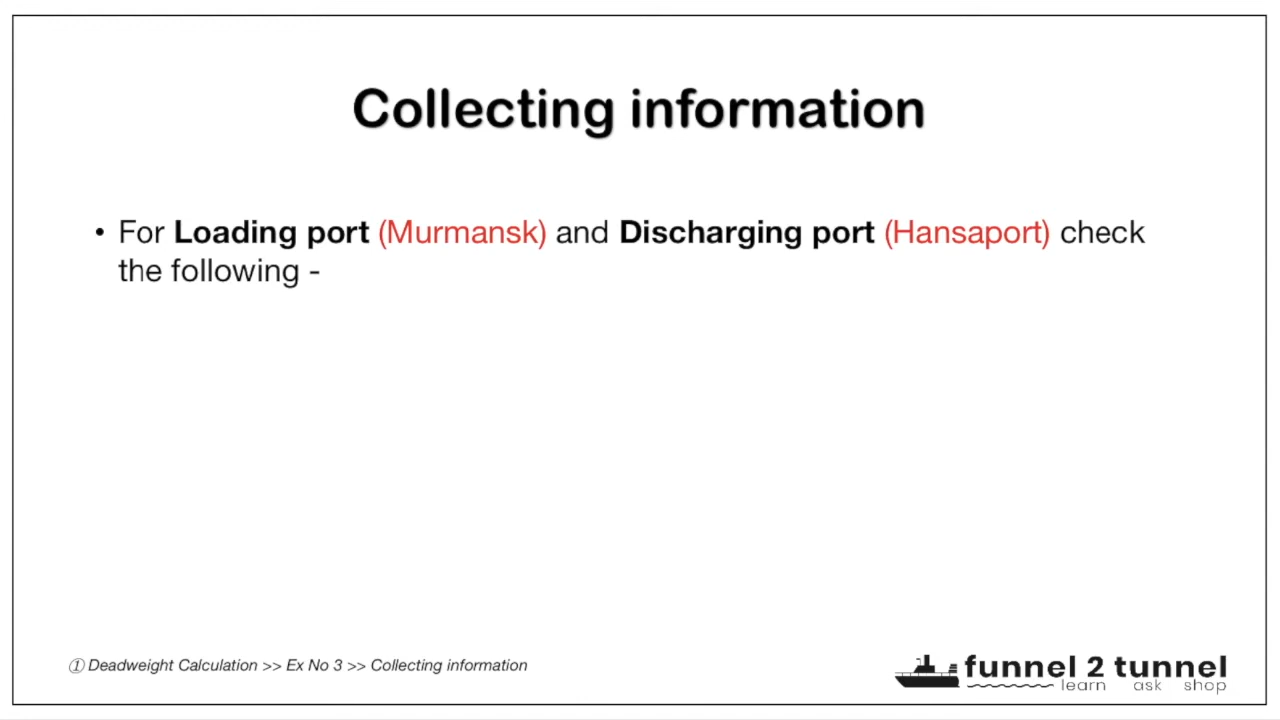 Collecting information
• For Loading port (Murmansk) and Discharging port (Hansaport) check
the following -
① Deadweight Calculation >> Ex No 3 >> Collecting information
funnel 2 tunnel
learn ask shop